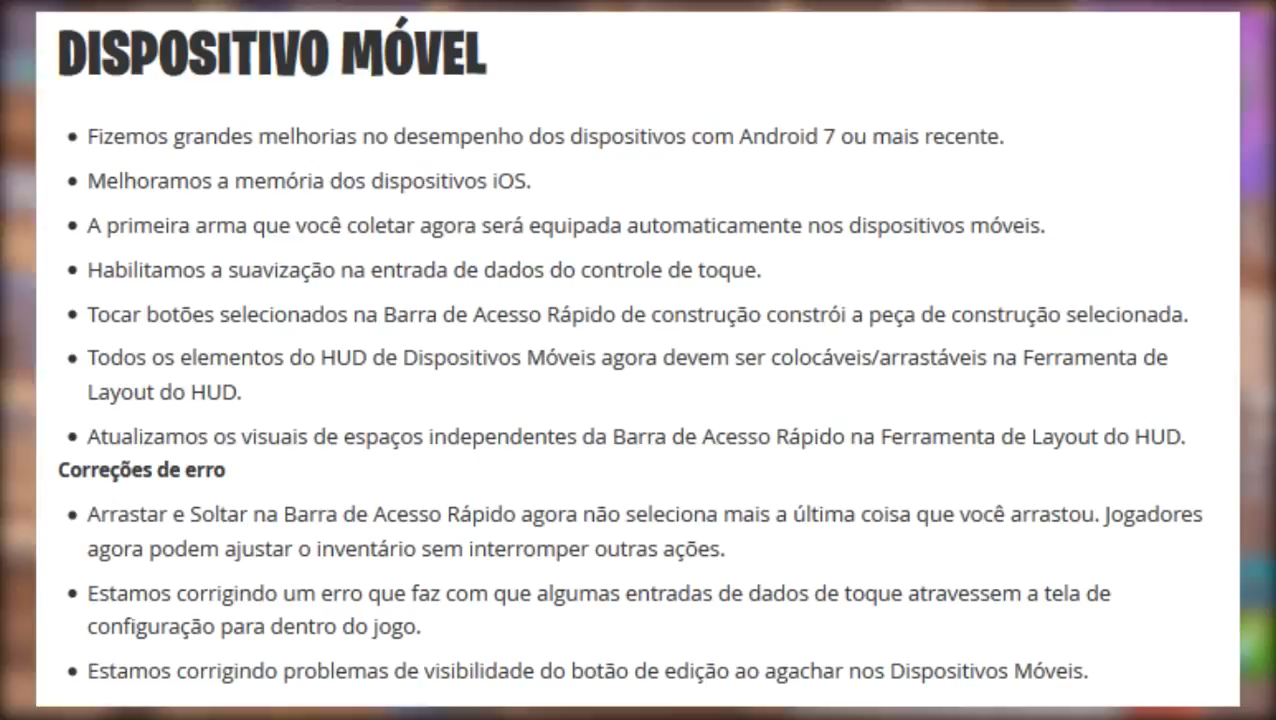 DISPOSITIVO MÓVEL
• Fizemos grandes melhorias no desempenho dos dispositivos com Android 7 ou mais recente.
• Melhoramos a memória dos dispositivos iOS.
• A primeira arma que você coletar agora será equipada automaticamente nos dispositivos móveis.
• Habilitamos a suavização na entrada de dados do controle de toque.
• Tocar botões selecionados na Barra de Acesso Rápido de construção constrói a peça de construção selecionada.
• Todos os elementos do HUD de Dispositivos Móveis agora devem ser colocáveis/arrastáveis na Ferramenta de
Layout do HUD.
• Atualizamos os visuais de espaços independentes da Barra de Acesso Rápido na Ferramenta de Layout do HUD.
Correções de erro
• Arrastar e Soltar na Barra de Acesso Rápido agora não seleciona mais a última coisa que você arrastou. Jogadores
agora podem ajustar o inventário sem interromper outras ações.
• Estamos corrigindo um erro que faz com que algumas entradas de dados de toque atravessem a tela de
configuração para dentro do jogo.
• Estamos corrigindo problemas de visibilidade do botão de edição ao agachar nos Dispositivos Móveis.